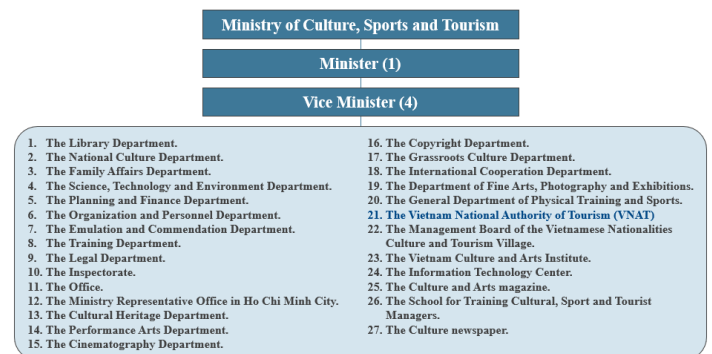 Ministry of Culture, Sports and Tourism
Minister (1)
Vice Minister (4)
1. The Library Department.
2. The National Culture Department.
3. The Family Affairs Department.
4. The Science, Technology and Environment Department.
5. The Planning and Finance Department.
6. The Organization and Personnel Department.
7. The Emulation and Commendation Department.
8. The Training Department.
9. The Legal Department.
10. The Inspectorate.
11. The Office.
12. The Ministry Representative Office in Ho Chi Minh City.
13. The Cultural Heritage Department.
14. The Performance Arts Department.
15. The Cinematography Department.
16. The Copyright Department.
17. The Grassroots Culture Department.
18. The International Cooperation Department.
19. The Department of Fine Arts, Photography and Exhibitions.
20. The General Department of Physical Training and Sports.
21. The Vietnam National Authority of Tourism (VNAT)
22. The Management Board of the Vietnamese Nationalities
Culture and Tourism Village.
23. The Vietnam Culture and Arts Institute.
24. The Information Technology Center.
25. The Culture and Arts magazine.
26. The School for Training Cultural, Sport and Tourist
Managers.
27. The Culture newspaper.